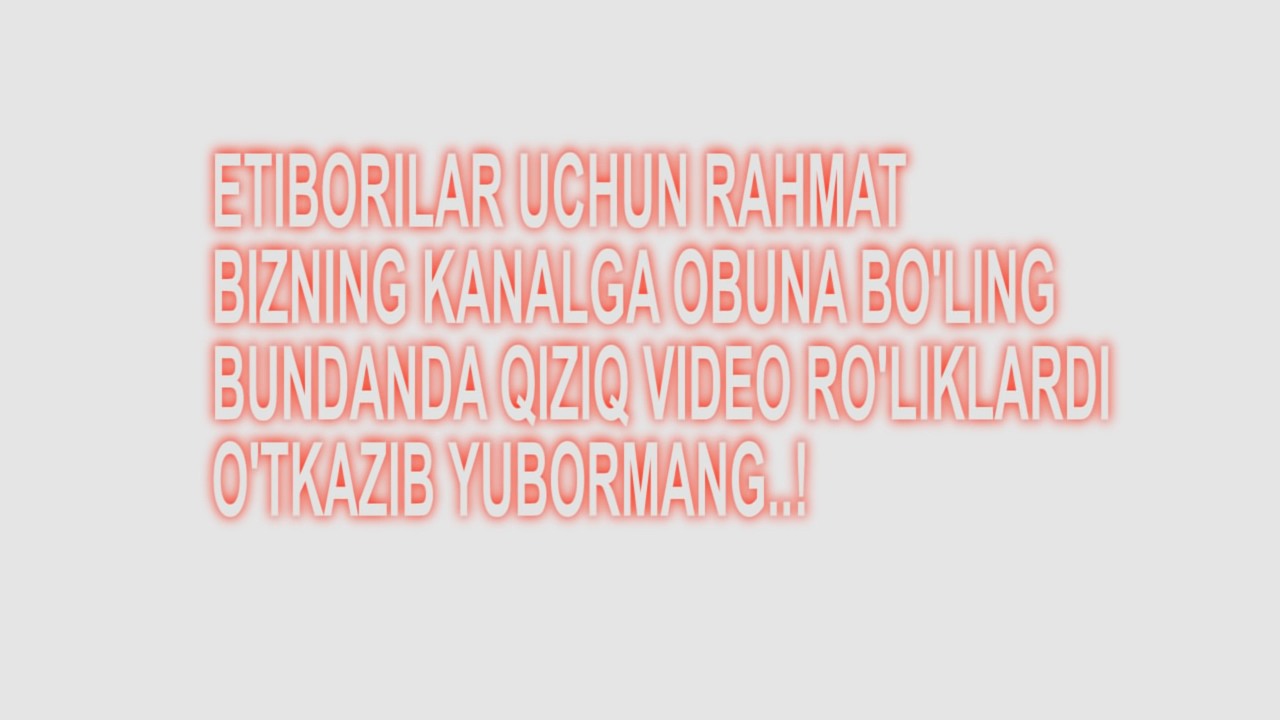 ETIBORILAR UCHUN RAHMAT
BIZNING KANALGA OBUNA BO'LING
BUNDANDA QIZIQ VIDEO RO'LIKLARDI
O'TKAZIB YUBORMANG..!